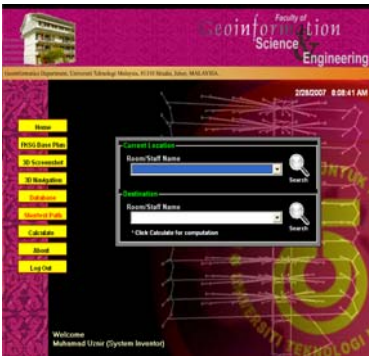 Faculty of
Geoinformation
Science &
Engineering
Geoinformatics Department, Universiti Teknologi Malaysia, 81310 Skudai, Johor, MALAYSIA.
2/28/2007 8:08:41 AM
Home
FKSG Base Plan
3D Screenshot
3D Navigation
Database
Shortest Path
Calculate
About
Log Out
Current Location
Room/Staff Name
Search
Destination
Room/Staff Name
Search
* Click Calculate for computation
Welcome
Muhamad Uznir (System Inventor)
UNIVERSITI TEKNOLOGI